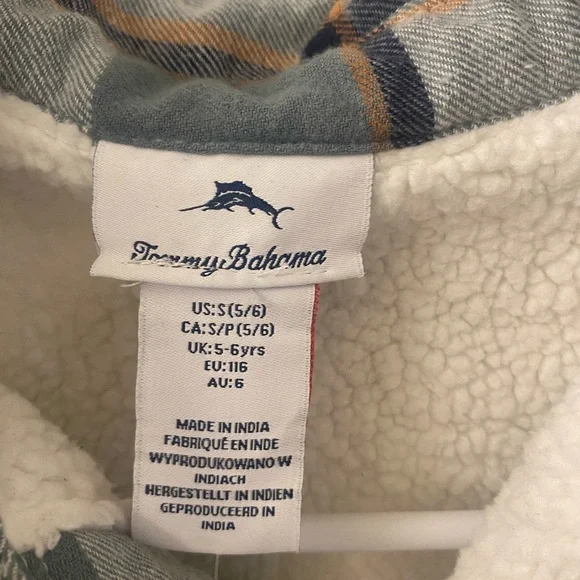 Tommy Bahama
US: S (5/6)
CA: S/P (5/6)
UK: 5-6yrs
EU: 116
AU: 6
MADE IN INDIA
FABRIQUÉ EN INDE
WYPRODUKOWANO W
INDIACH
HERGESTELLT IN INDIEN
GEPRODUCEERD IN
INDIA